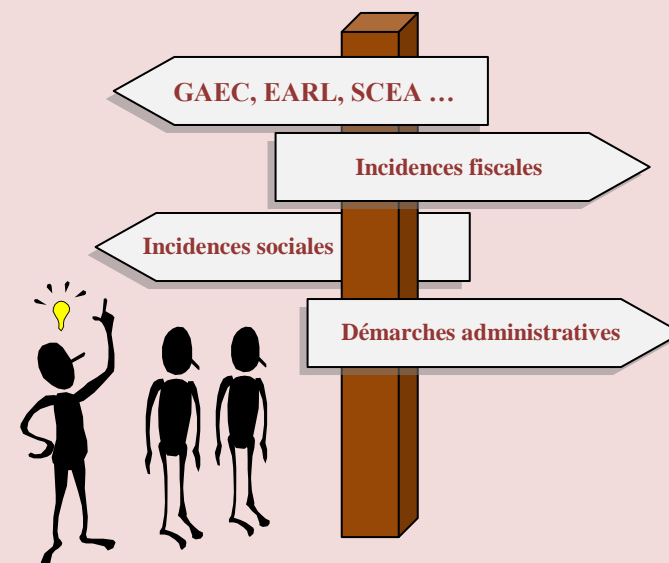 GAEC, EARL, SCEA …
Incidences fiscales
Incidences sociales
Démarches administratives